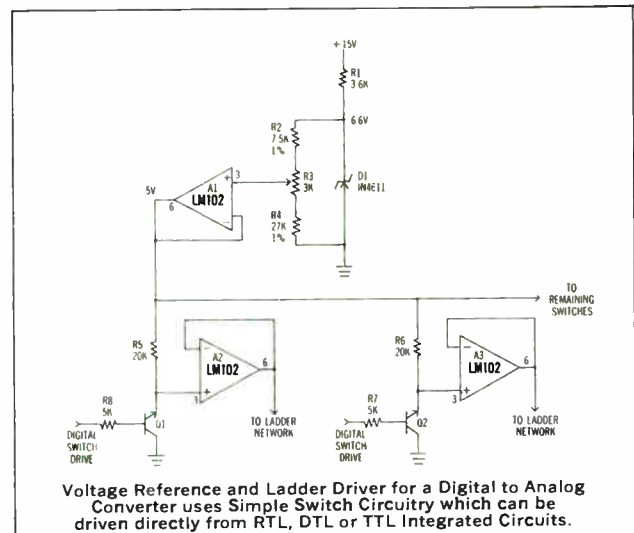 +15V
R1
3.6K
6.6V
R2
7.5K
1%
R3
3K
D1
IN4E11
R4
27K
1%
5V
A1
LM102
3
6
+
-
TO
REMAINING
SWITCHES
R5
20K
A2
LM102
3
6
+
-
R8
5K
Q1
DIGITAL
SWITCH
DRIVE
TO LADDER
NETWORK
R6
20K
A3
LM102
3
6
+
-
R7
5K
Q2
DIGITAL
SWITCH
DRIVE
TO LADDER
NETWORK
Voltage Reference and Ladder Driver for a Digital to Analog
Converter uses Simple Switch Circuitry which can be
driven directly from RTL, DTL or TTL Integrated Circuits.